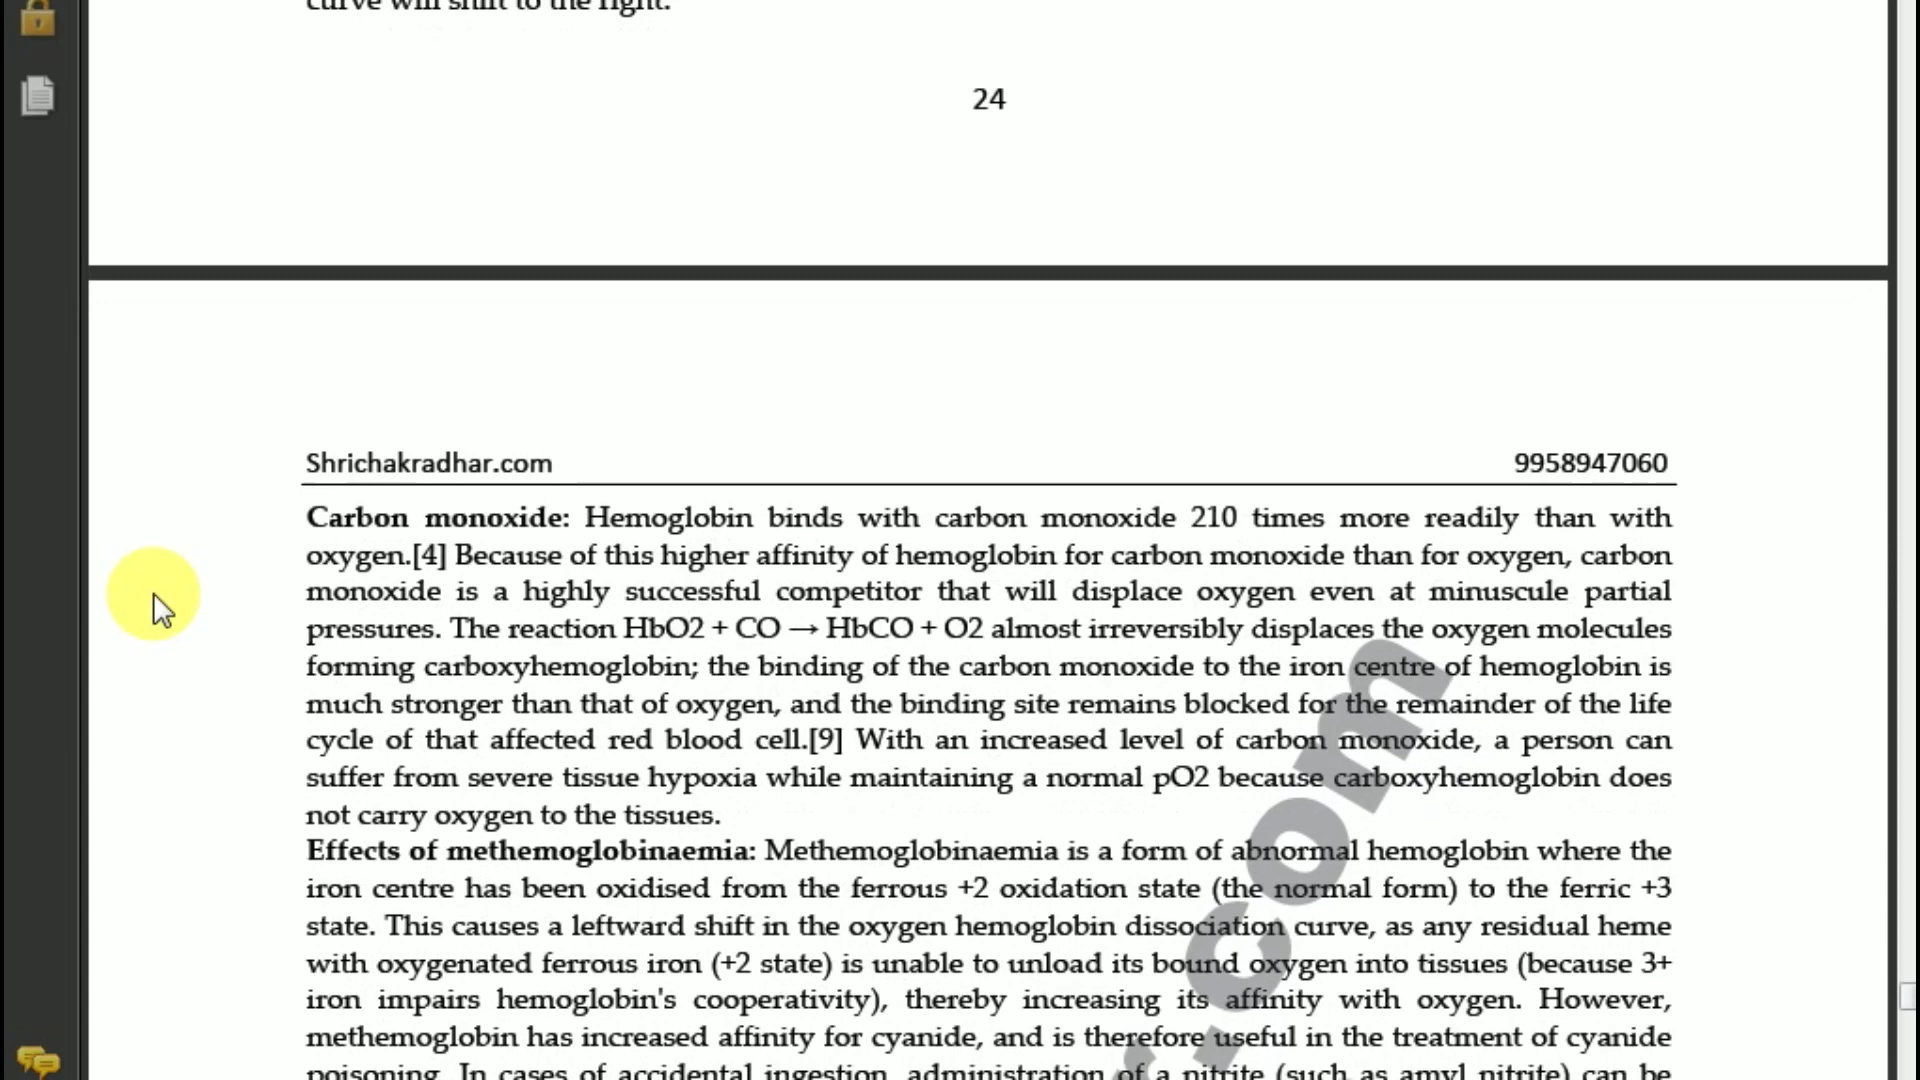 curve will shift to the right.
24
Shrichakradhar.com 9958947060
Carbon monoxide: Hemoglobin binds with carbon monoxide 210 times more readily than with
oxygen.[4] Because of this higher affinity of hemoglobin for carbon monoxide than for oxygen, carbon
monoxide is a highly successful competitor that will displace oxygen even at minuscule partial
pressures. The reaction HbO2 + CO → HbCO + O2 almost irreversibly displaces the oxygen molecules
forming carboxyhemoglobin; the binding of the carbon monoxide to the iron centre of hemoglobin is
much stronger than that of oxygen, and the binding site remains blocked for the remainder of the life
cycle of that affected red blood cell.[9] With an increased level of carbon monoxide, a person can
suffer from severe tissue hypoxia while maintaining a normal pO2 because carboxyhemoglobin does
not carry oxygen to the tissues.
Effects of methemoglobinaemia: Methemoglobinaemia is a form of abnormal hemoglobin where the
iron centre has been oxidised from the ferrous +2 oxidation state (the normal form) to the ferric +3
state. This causes a leftward shift in the oxygen hemoglobin dissociation curve, as any residual heme
with oxygenated ferrous iron (+2 state) is unable to unload its bound oxygen into tissues (because 3+
iron impairs hemoglobin's cooperativity), thereby increasing its affinity with oxygen. However,
methemoglobin has increased affinity for cyanide, and is therefore useful in the treatment of cyanide
poisoning. In cases of accidental ingestion, administration of a nitrite (such as amyl nitrite) can be
r.com